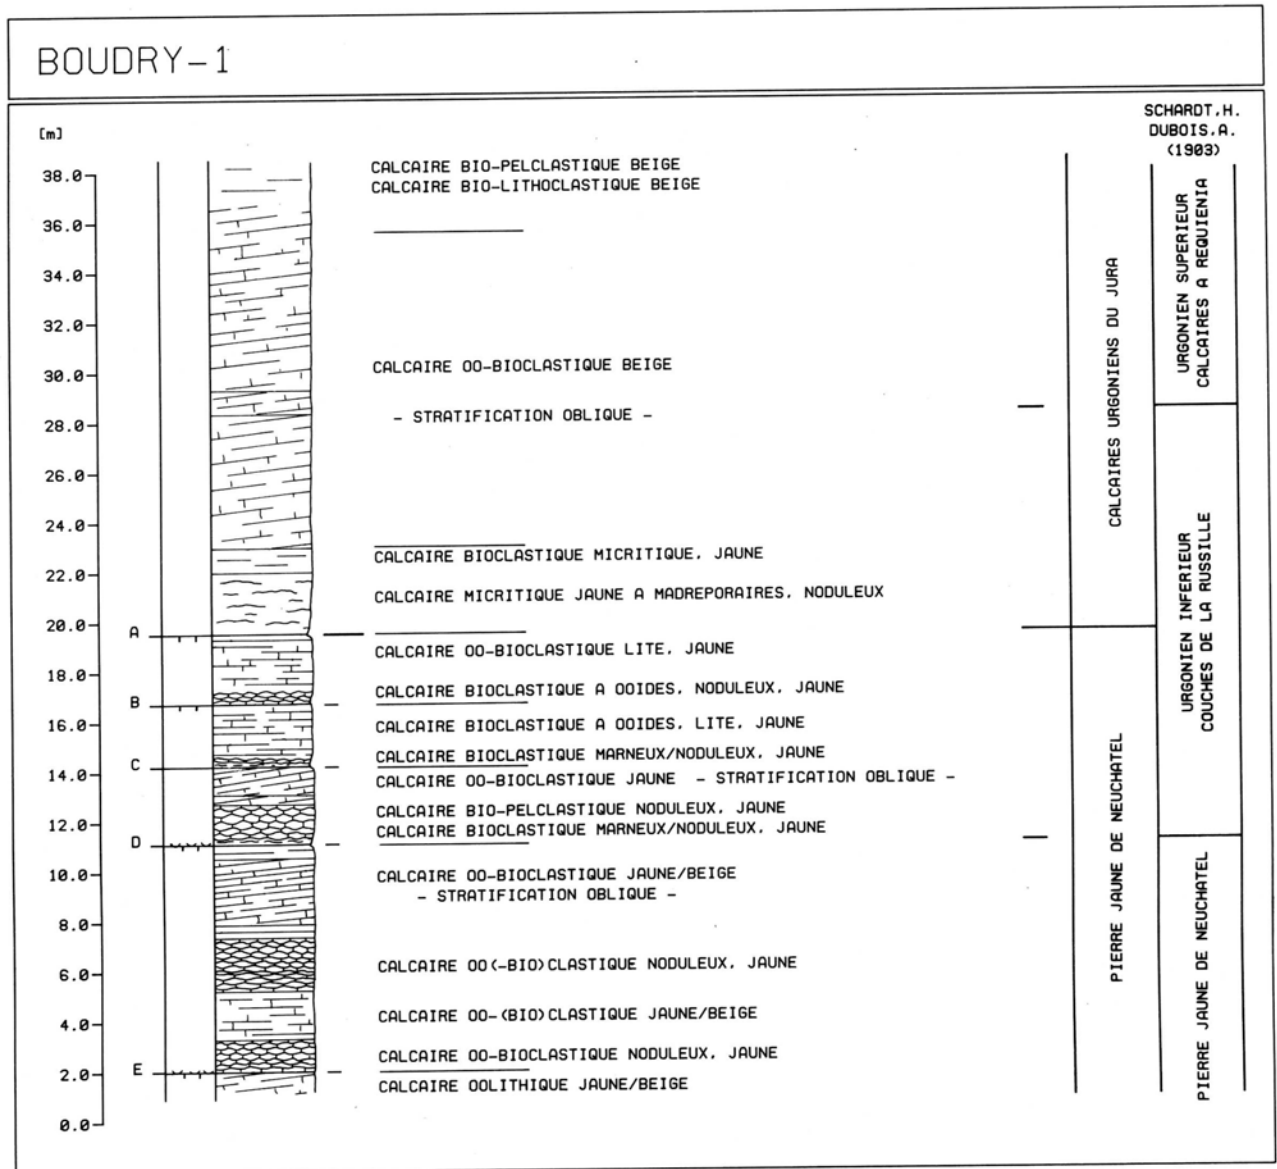 BOUDRY-1
[m]
SCHARDT,H.
DUBOIS,A.
(1903)
38.0
36.0
34.0
32.0
30.0
28.0
26.0
24.0
22.0
20.0
18.0
16.0
14.0
12.0
10.0
8.0
6.0
4.0
2.0
0.0
A
B
C
D
E
CALCAIRE BIO-PELCLASTIQUE BEIGE
CALCAIRE BIO-LITHOCLASTIQUE BEIGE
CALCAIRE OO-BIOCLASTIQUE BEIGE
- STRATIFICATION OBLIQUE -
CALCAIRE BIOCLASTIQUE MICRITIQUE, JAUNE
CALCAIRE MICRITIQUE JAUNE A MADREPORAIRES, NODULEUX
CALCAIRE OO-BIOCLASTIQUE LITE, JAUNE
CALCAIRE BIOCLASTIQUE A OOIDES, NODULEUX, JAUNE
CALCAIRE BIOCLASTIQUE A OOIDES, LITE, JAUNE
CALCAIRE BIOCLASTIQUE MARNEUX/NODULEUX, JAUNE
CALCAIRE OO-BIOCLASTIQUE JAUNE - STRATIFICATION OBLIQUE -
CALCAIRE BIO-PELCLASTIQUE NODULEUX, JAUNE
CALCAIRE BIOCLASTIQUE MARNEUX/NODULEUX, JAUNE
CALCAIRE OO-BIOCLASTIQUE JAUNE/BEIGE
- STRATIFICATION OBLIQUE -
CALCAIRE OO(-BIO)CLASTIQUE NODULEUX, JAUNE
CALCAIRE OO-(BIO)CLASTIQUE JAUNE/BEIGE
CALCAIRE OO-BIOCLASTIQUE NODULEUX, JAUNE
CALCAIRE OOLITHIQUE JAUNE/BEIGE
CALCAIRES URGONIENS DU JURA
PIERRE JAUNE DE NEUCHATEL
URGONIEN SUPERIEUR
CALCAIRES A REQUIENIA
URGONIEN INFERIEUR
COUCHES DE LA RUSSILLE
PIERRE JAUNE DE NEUCHATEL